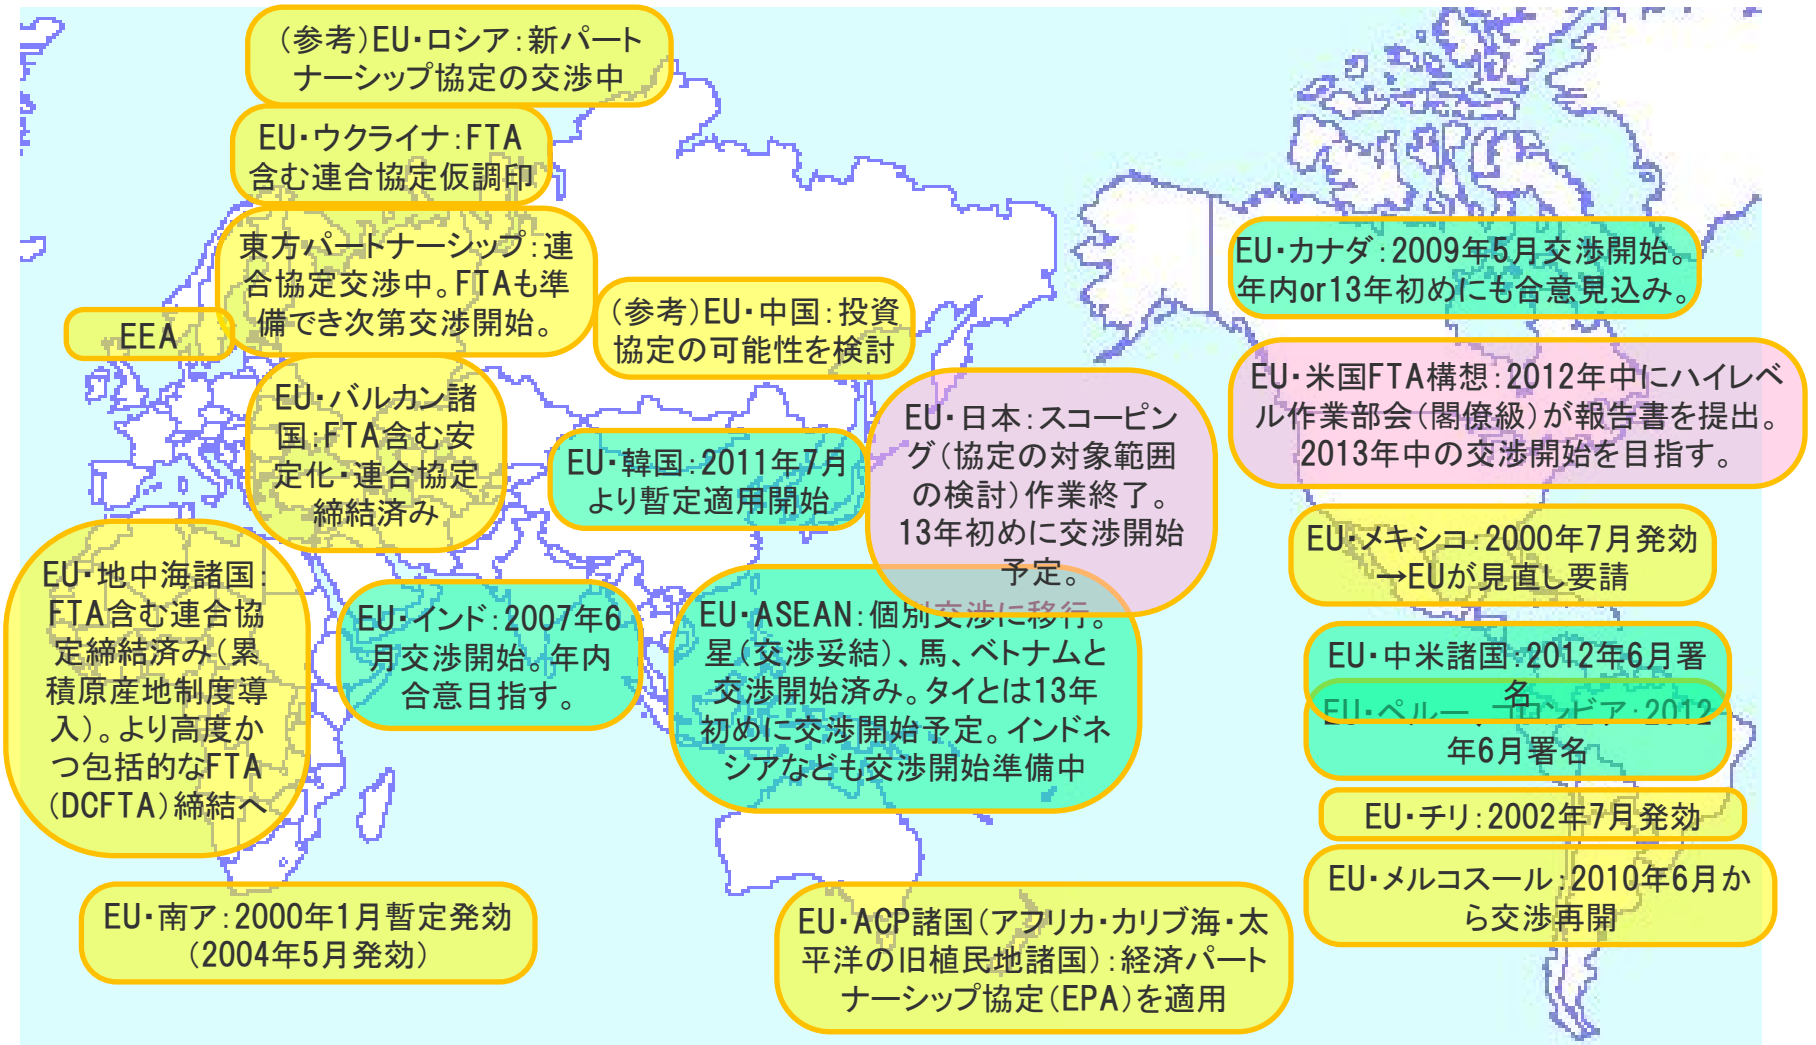 (参考)EU・ロシア:新パート
ナーシップ協定の交渉中
EU・ウクライナ:FTA
含む連合協定仮調印
東方パートナーシップ:連
合協定交渉中。FTAも準
備でき次第交渉開始。
EEA
(参考)EU・中国:投資
協定の可能性を検討
EU・バルカン諸
国:FTA含む安
定化・連合協定
締結済み
EU・韓国:2011年7月
より暫定適用開始
EU・日本:スコーピン
グ(協定の対象範囲
の検討)作業終了。
13年初めに交渉開始
予定。
EU・カナダ:2009年5月交渉開始。
年内or13年初めにも合意見込み。
EU・米国FTA構想:2012年中にハイレベ
ル作業部会(閣僚級)が報告書を提出。
2013年中の交渉開始を目指す。
EU・メキシコ:2000年7月発効
→EUが見直し要請
EU・地中海諸国:
FTA含む連合協
定締結済み(累
積原産地制度導
入)。より高度か
つ包括的なFTA
(DCFTA)締結へ
EU・インド:2007年6
月交渉開始。年内
合意目指す。
EU・ASEAN:個別交渉に移行。
星(交渉妥結)、馬、ベトナムと
交渉開始済み。タイとは13年
初めに交渉開始予定。インドネ
シアなども交渉開始準備中
EU・中米諸国:2012年6月署
名
EU・ペルー、コロンビア:2012
年6月署名
EU・チリ:2002年7月発効
EU・メルコスール:2010年6月か
ら交渉再開
EU・南ア:2000年1月暫定発効
(2004年5月発効)
EU・ACP諸国(アフリカ・カリブ海・太
平洋の旧植民地諸国):経済パート
ナーシップ協定(EPA)を適用